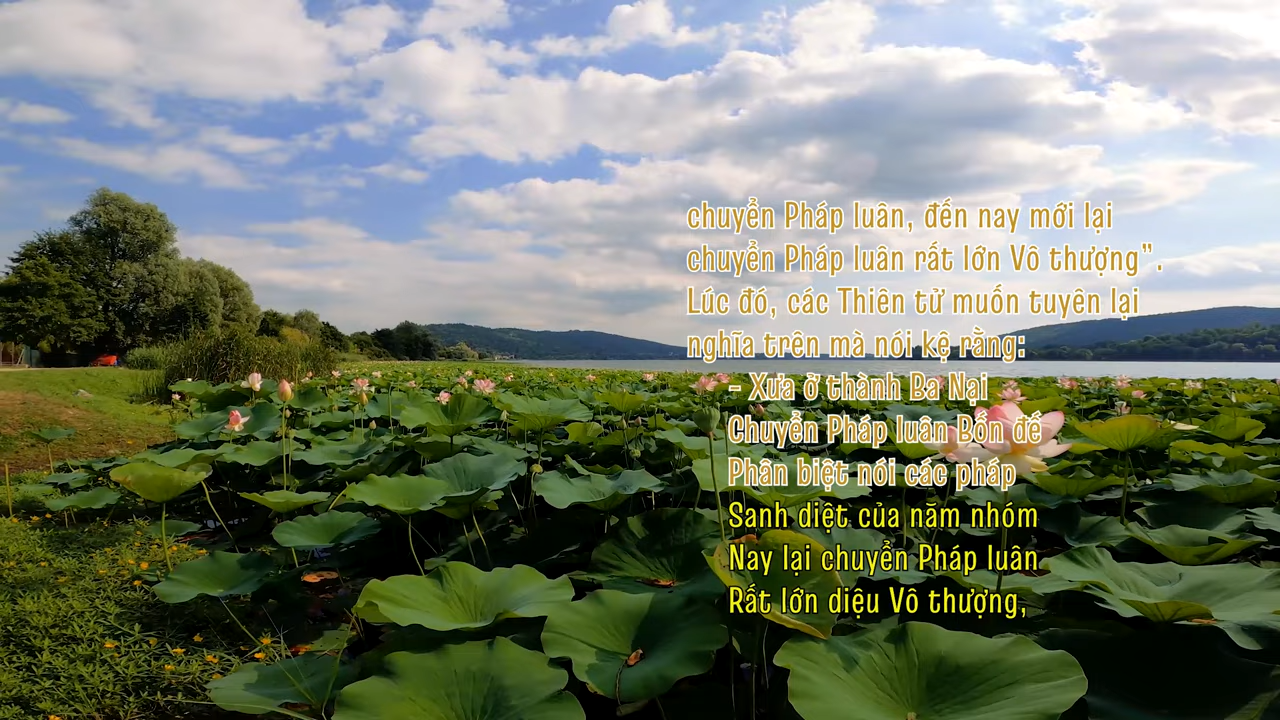 chuyển Pháp luân, đến nay mới lại
chuyển Pháp luân rất lớn Vô thượng".
Lúc đó, các Thiên tử muốn tuyên lại
nghĩa trên mà nói kệ rằng:
- Xưa ở thành Ba Nại
Chuyển Pháp luân Bốn đế
Phân biệt nói các pháp
Sanh diệt của năm nhóm
Nay lại chuyển Pháp luân
Rất lớn diệu Vô thượng,